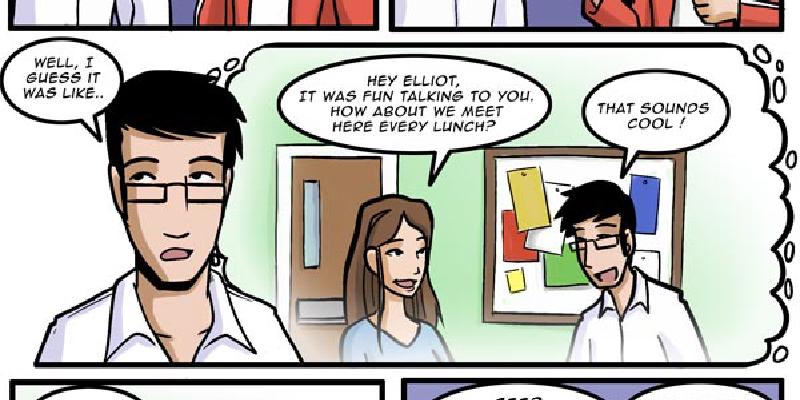 WELL, I
GUESS IT
WAS LIKE..
HEY ELLIOT,
IT WAS FUN TALKING TO YOU.
HOW ABOUT WE MEET
HERE EVERY LUNCH?
THAT SOUNDS
COOL!